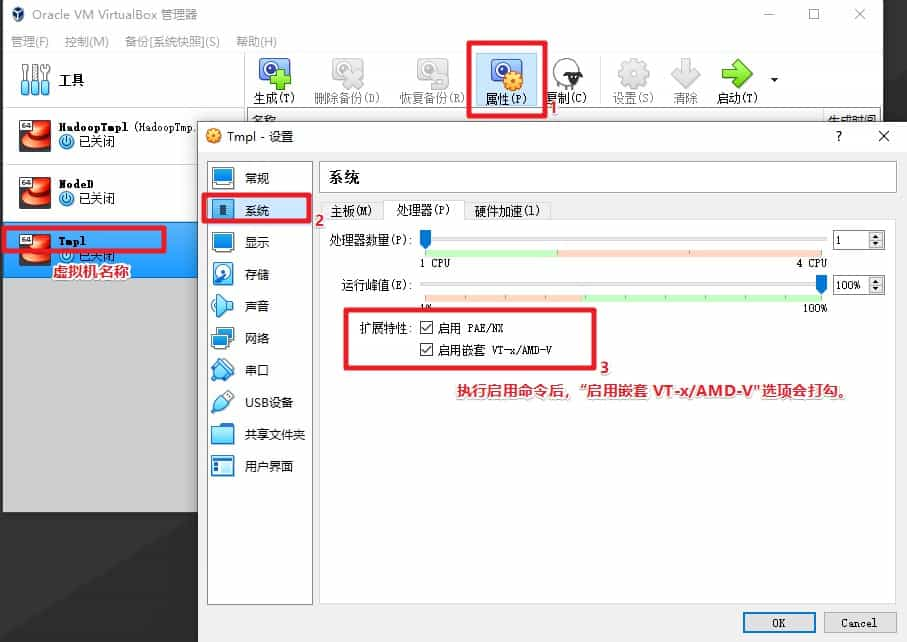 Oracle VM VirtualBox 管理器
管理(F) 控制(M) 备份[系统快照](S) 帮助(H)
工具
生成(T) 删除备份(D) 恢复备份(R) 属性(P) 复制(C) 设置(S) 清除 启动(T)
1
名称 生成时间
64 HadoopTmpl (HadoopTmp.
已关闭
64 NodeD
已关闭
64 Tmpl
已关闭
虚拟机名称
Tmpl - 设置 ?
常规
系统
2
显示
存储
声音
网络
串口
USB设备
共享文件夹
用户界面
系统
主板(M) 处理器(P) 硬件加速(l)
处理器数量(P): 1
1 CPU 4 CPU
运行峰值(E): 100%
1% 100%
扩展特性: 启用 PAE/NX
启用嵌套 VT-x/AMD-V
3
执行启用命令后，“启用嵌套 VT-x/AMD-V"选项会打勾。
OK Cancel